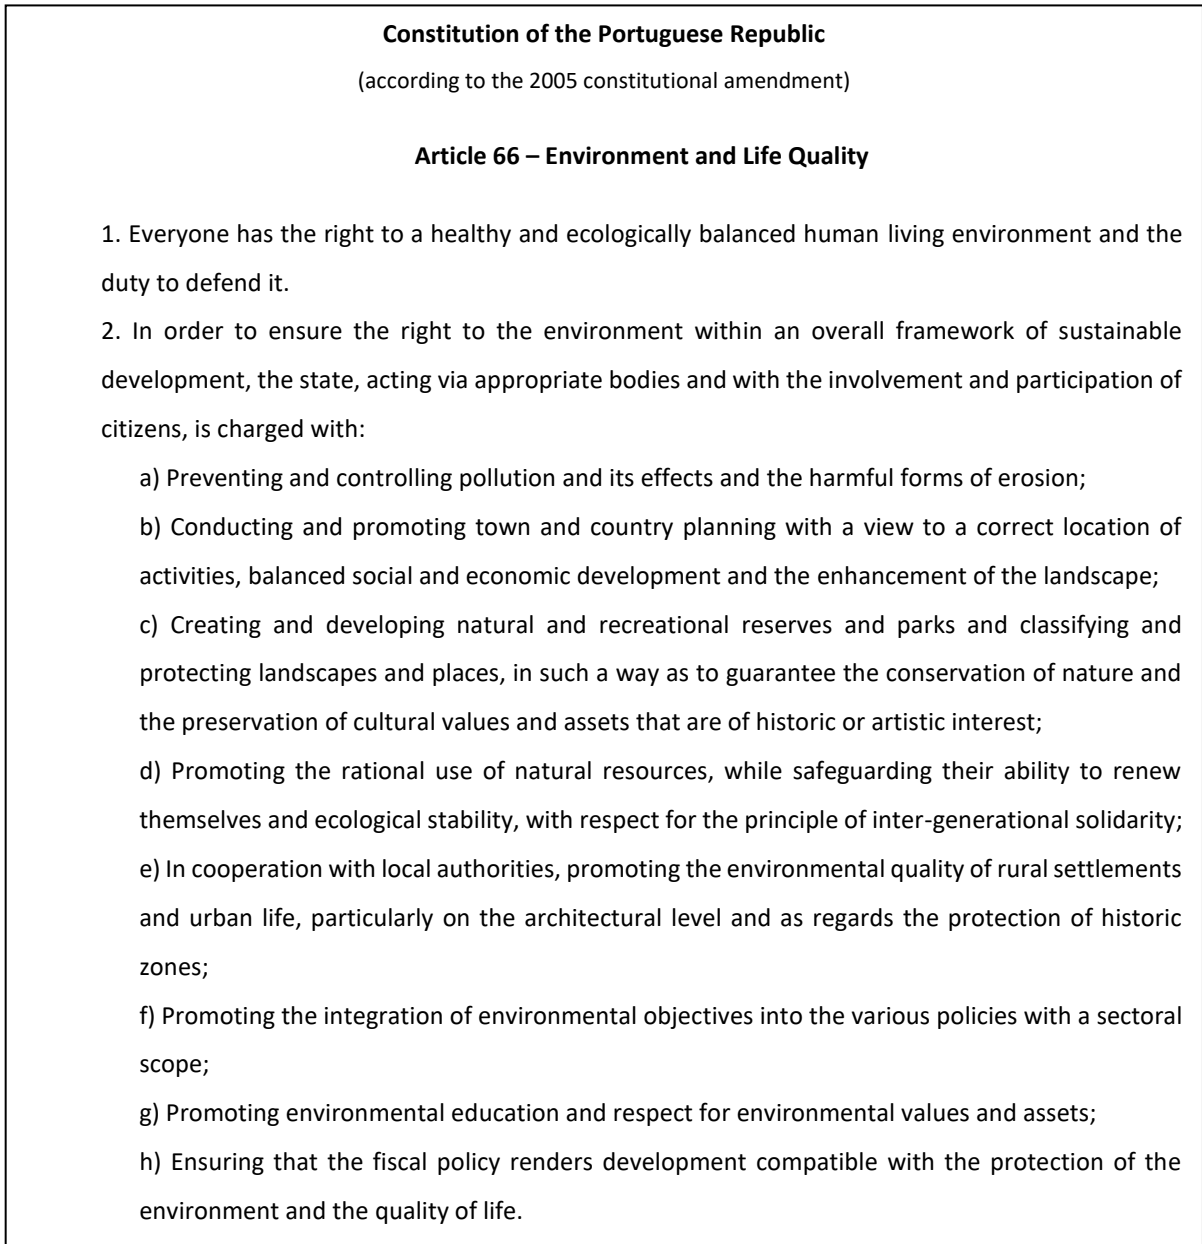 Constitution of the Portuguese Republic
(according to the 2005 constitutional amendment)
Article 66 – Environment and Life Quality
1. Everyone has the right to a healthy and ecologically balanced human living environment and the
duty to defend it.
2. In order to ensure the right to the environment within an overall framework of sustainable
development, the state, acting via appropriate bodies and with the involvement and participation of
citizens, is charged with:
a) Preventing and controlling pollution and its effects and the harmful forms of erosion;
b) Conducting and promoting town and country planning with a view to a correct location of
activities, balanced social and economic development and the enhancement of the landscape;
c) Creating and developing natural and recreational reserves and parks and classifying and
protecting landscapes and places, in such a way as to guarantee the conservation of nature and
the preservation of cultural values and assets that are of historic or artistic interest;
d) Promoting the rational use of natural resources, while safeguarding their ability to renew
themselves and ecological stability, with respect for the principle of inter-generational solidarity;
e) In cooperation with local authorities, promoting the environmental quality of rural settlements
and urban life, particularly on the architectural level and as regards the protection of historic
zones;
f) Promoting the integration of environmental objectives into the various policies with a sectoral
scope;
g) Promoting environmental education and respect for environmental values and assets;
h) Ensuring that the fiscal policy renders development compatible with the protection of the
environment and the quality of life.